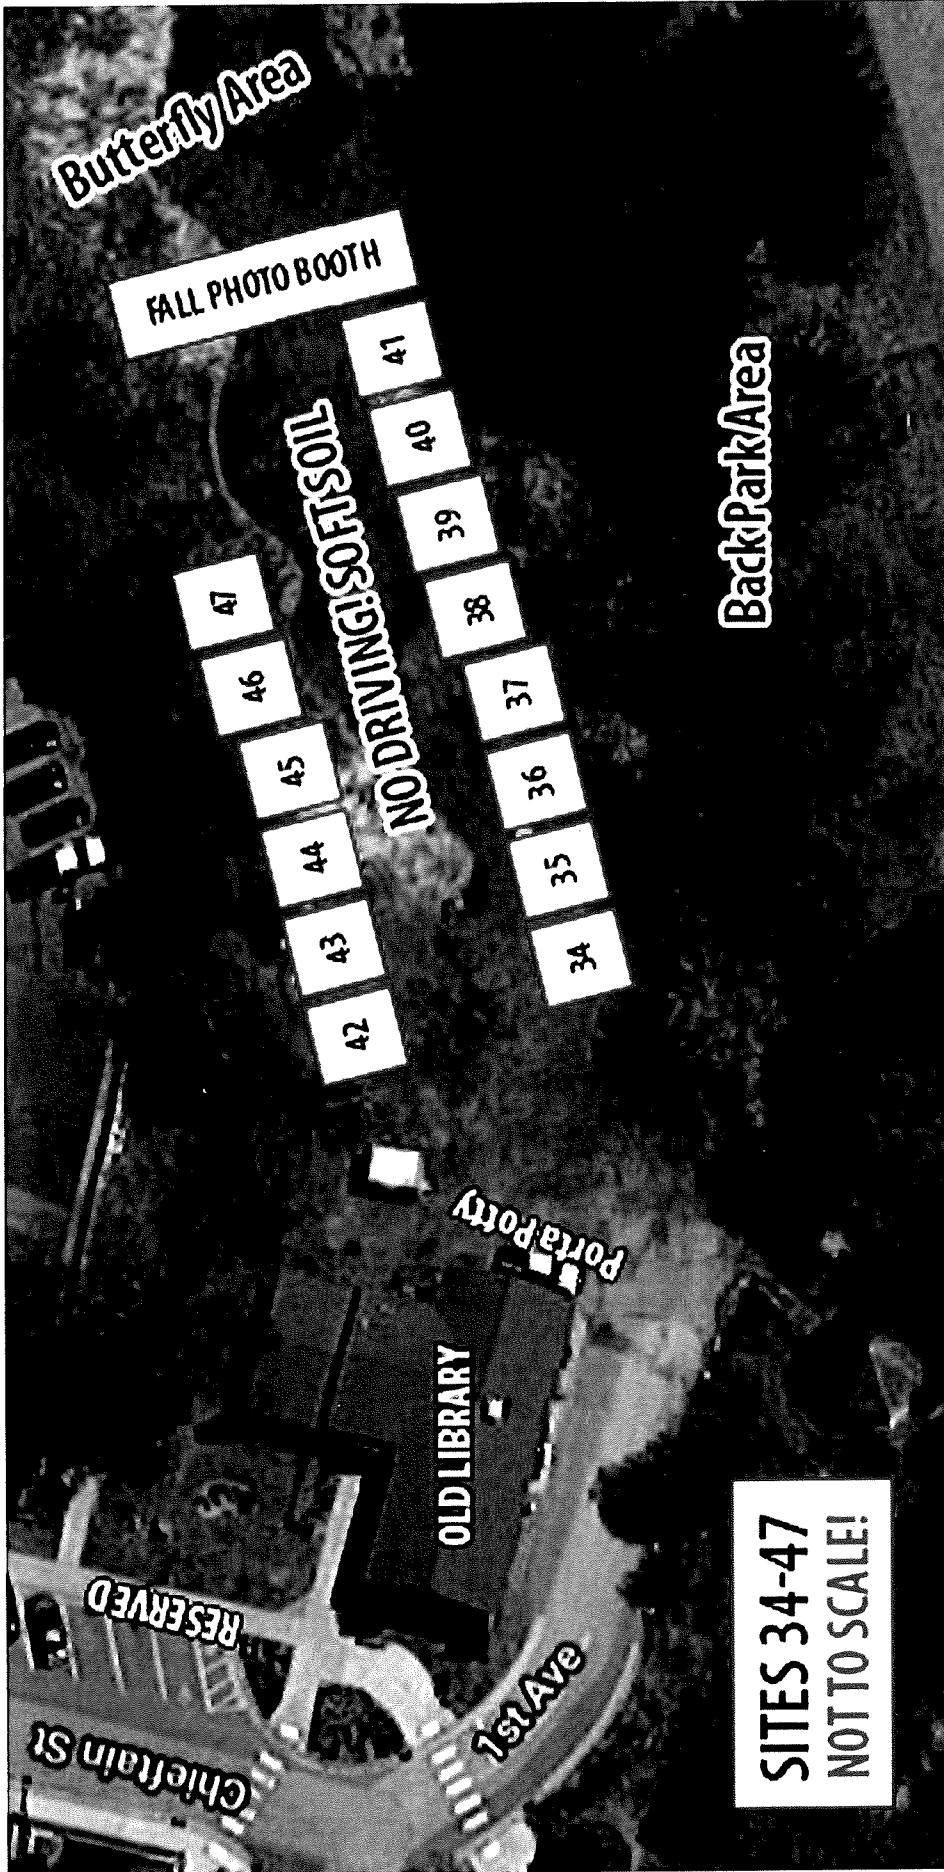 Butterfly Area
FALL PHOTO BOOTH
47
46
45
44
43
42
NO DRIVING! SOFT SOIL
41
40
39
38
37
36
35
34
Back Park Area
Porta Potty
OLD LIBRARY
RESERVED
Chieftain St
1st Ave
SITES 34-47
NOT TO SCALE!